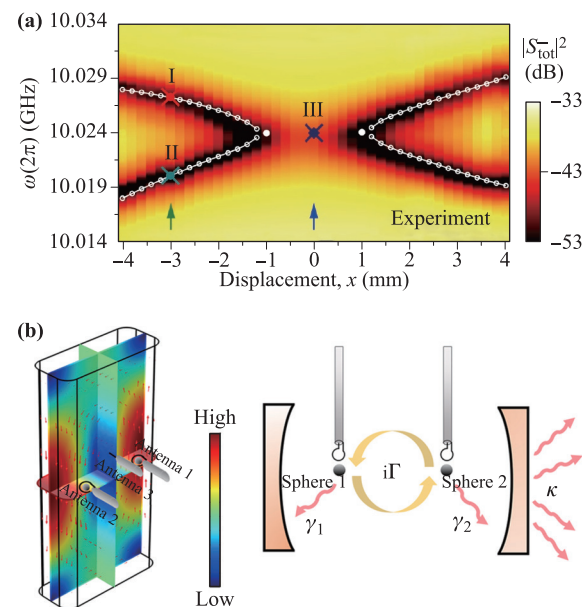 (a)
10.034
10.029
10.024
10.019
10.014
ω(2π) (GHz)
I
II
III
Experiment
−4 −3 −2 −1 0 1 2 3 4
Displacement, x (mm)
|S⁻tot|²
(dB)
−33
−43
−53
(b)
High
Low
Antenna 1
Antenna 3
Antenna 2
Sphere 1
iΓ
Sphere 2
γ₁
γ₂
κ